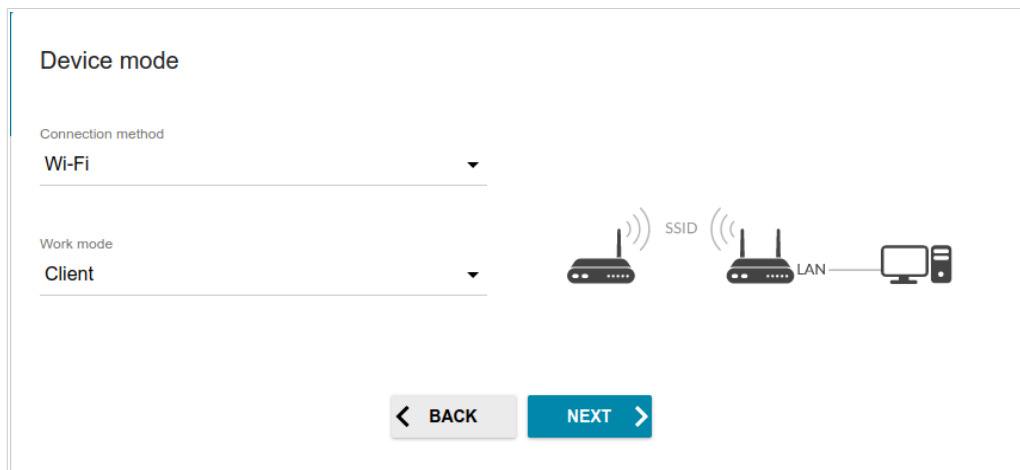 Device mode
Connection method
Wi-Fi
Work mode
Client
SSID
LAN
BACK
NEXT